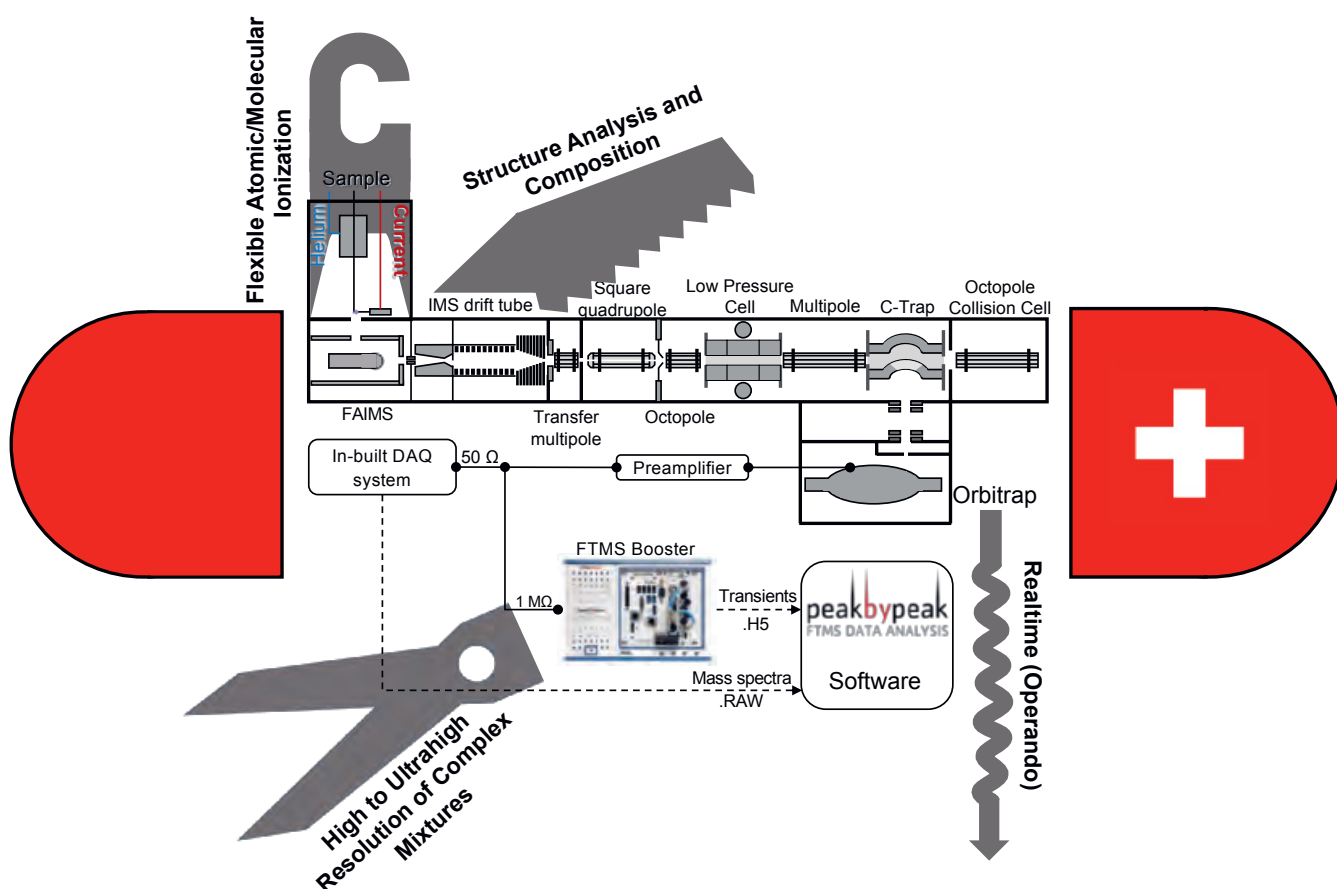 Flexible Atomic/Molecular
Ionization
Structure Analysis and
Composition
Sample
Helium
Current
IMS drift tube
Square
quadrupole
Low Pressure
Cell
Multipole
C-Trap
Octopole
Collision Cell
FAIMS
Transfer
multipole
Octopole
In-built DAQ
system
50 Ω
Preamplifier
Orbitrap
FTMS Booster
1 MΩ
Transients
.H5
peakbypeak
FTMS DATA ANALYSIS
Software
Mass spectra
.RAW
Realtime (Operando)
High to Ultrahigh
Resolution of Complex
Mixtures